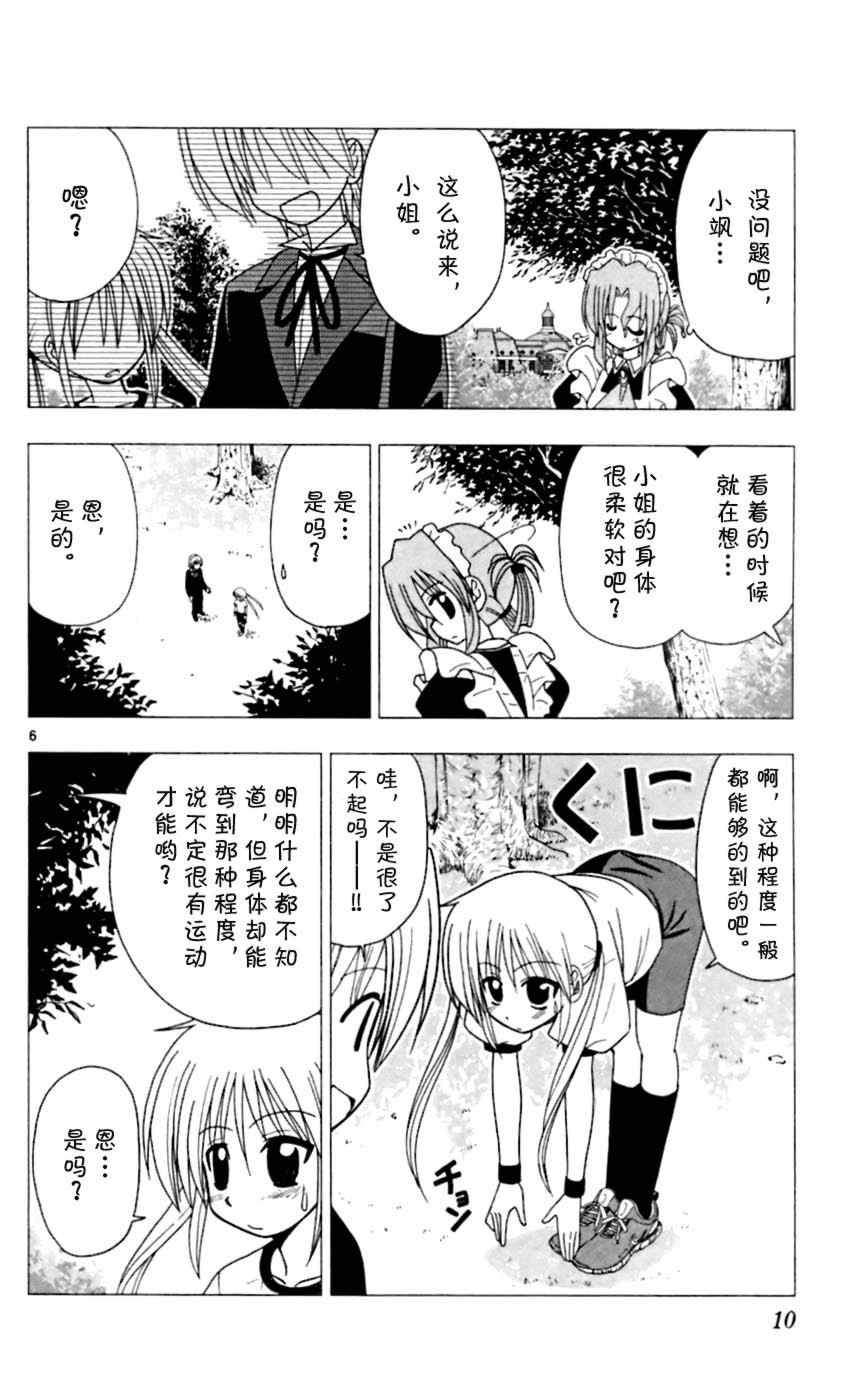 没问题吧，
小飒…
这么说来，
小姐。
嗯？
看着的时候
就在想…
小姐的身体
很柔软对吧？
是…
是吗？
恩，
是的。
6
啊，这种程度一般
都能够的到的吧。
くに
哇，不是很了
不起吗——!!
チョン
明明什么都不知
道，但身体却能
弯到那种程度，
说不定很有运动
才能哟？
恩…
是吗？
10